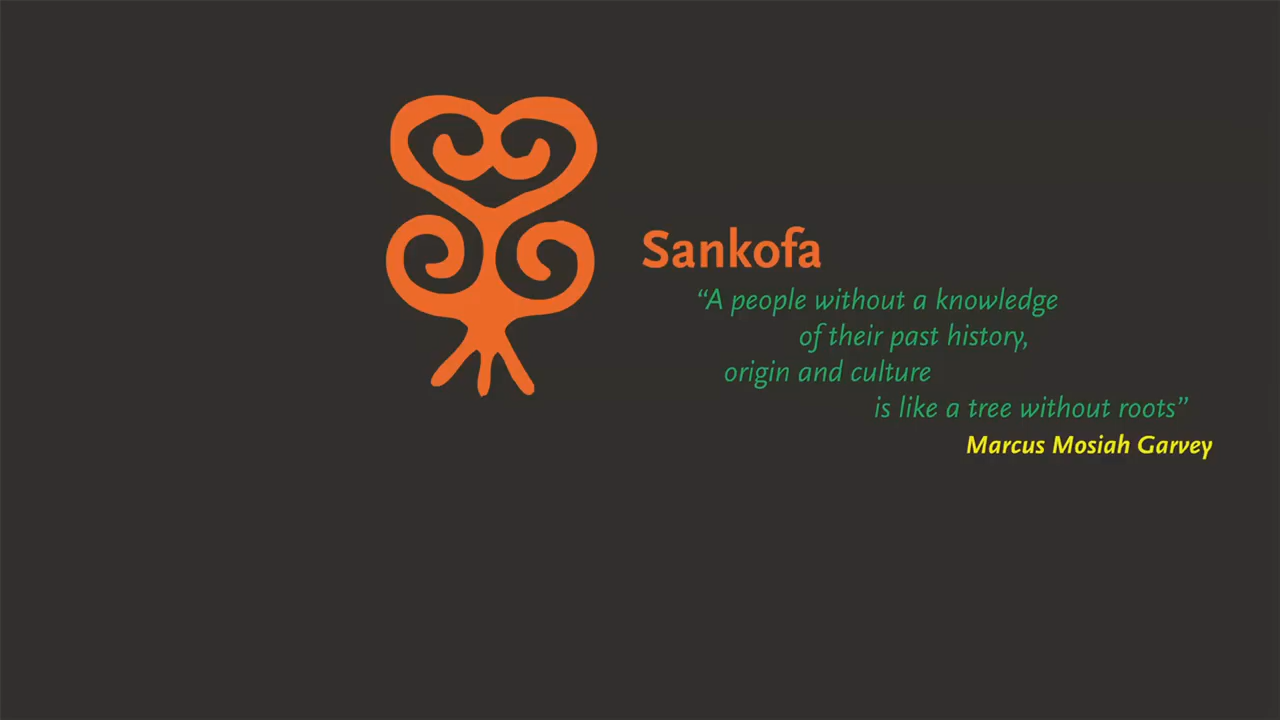 Sankofa
“A people without a knowledge
of their past history,
origin and culture
is like a tree without roots”
Marcus Mosiah Garvey